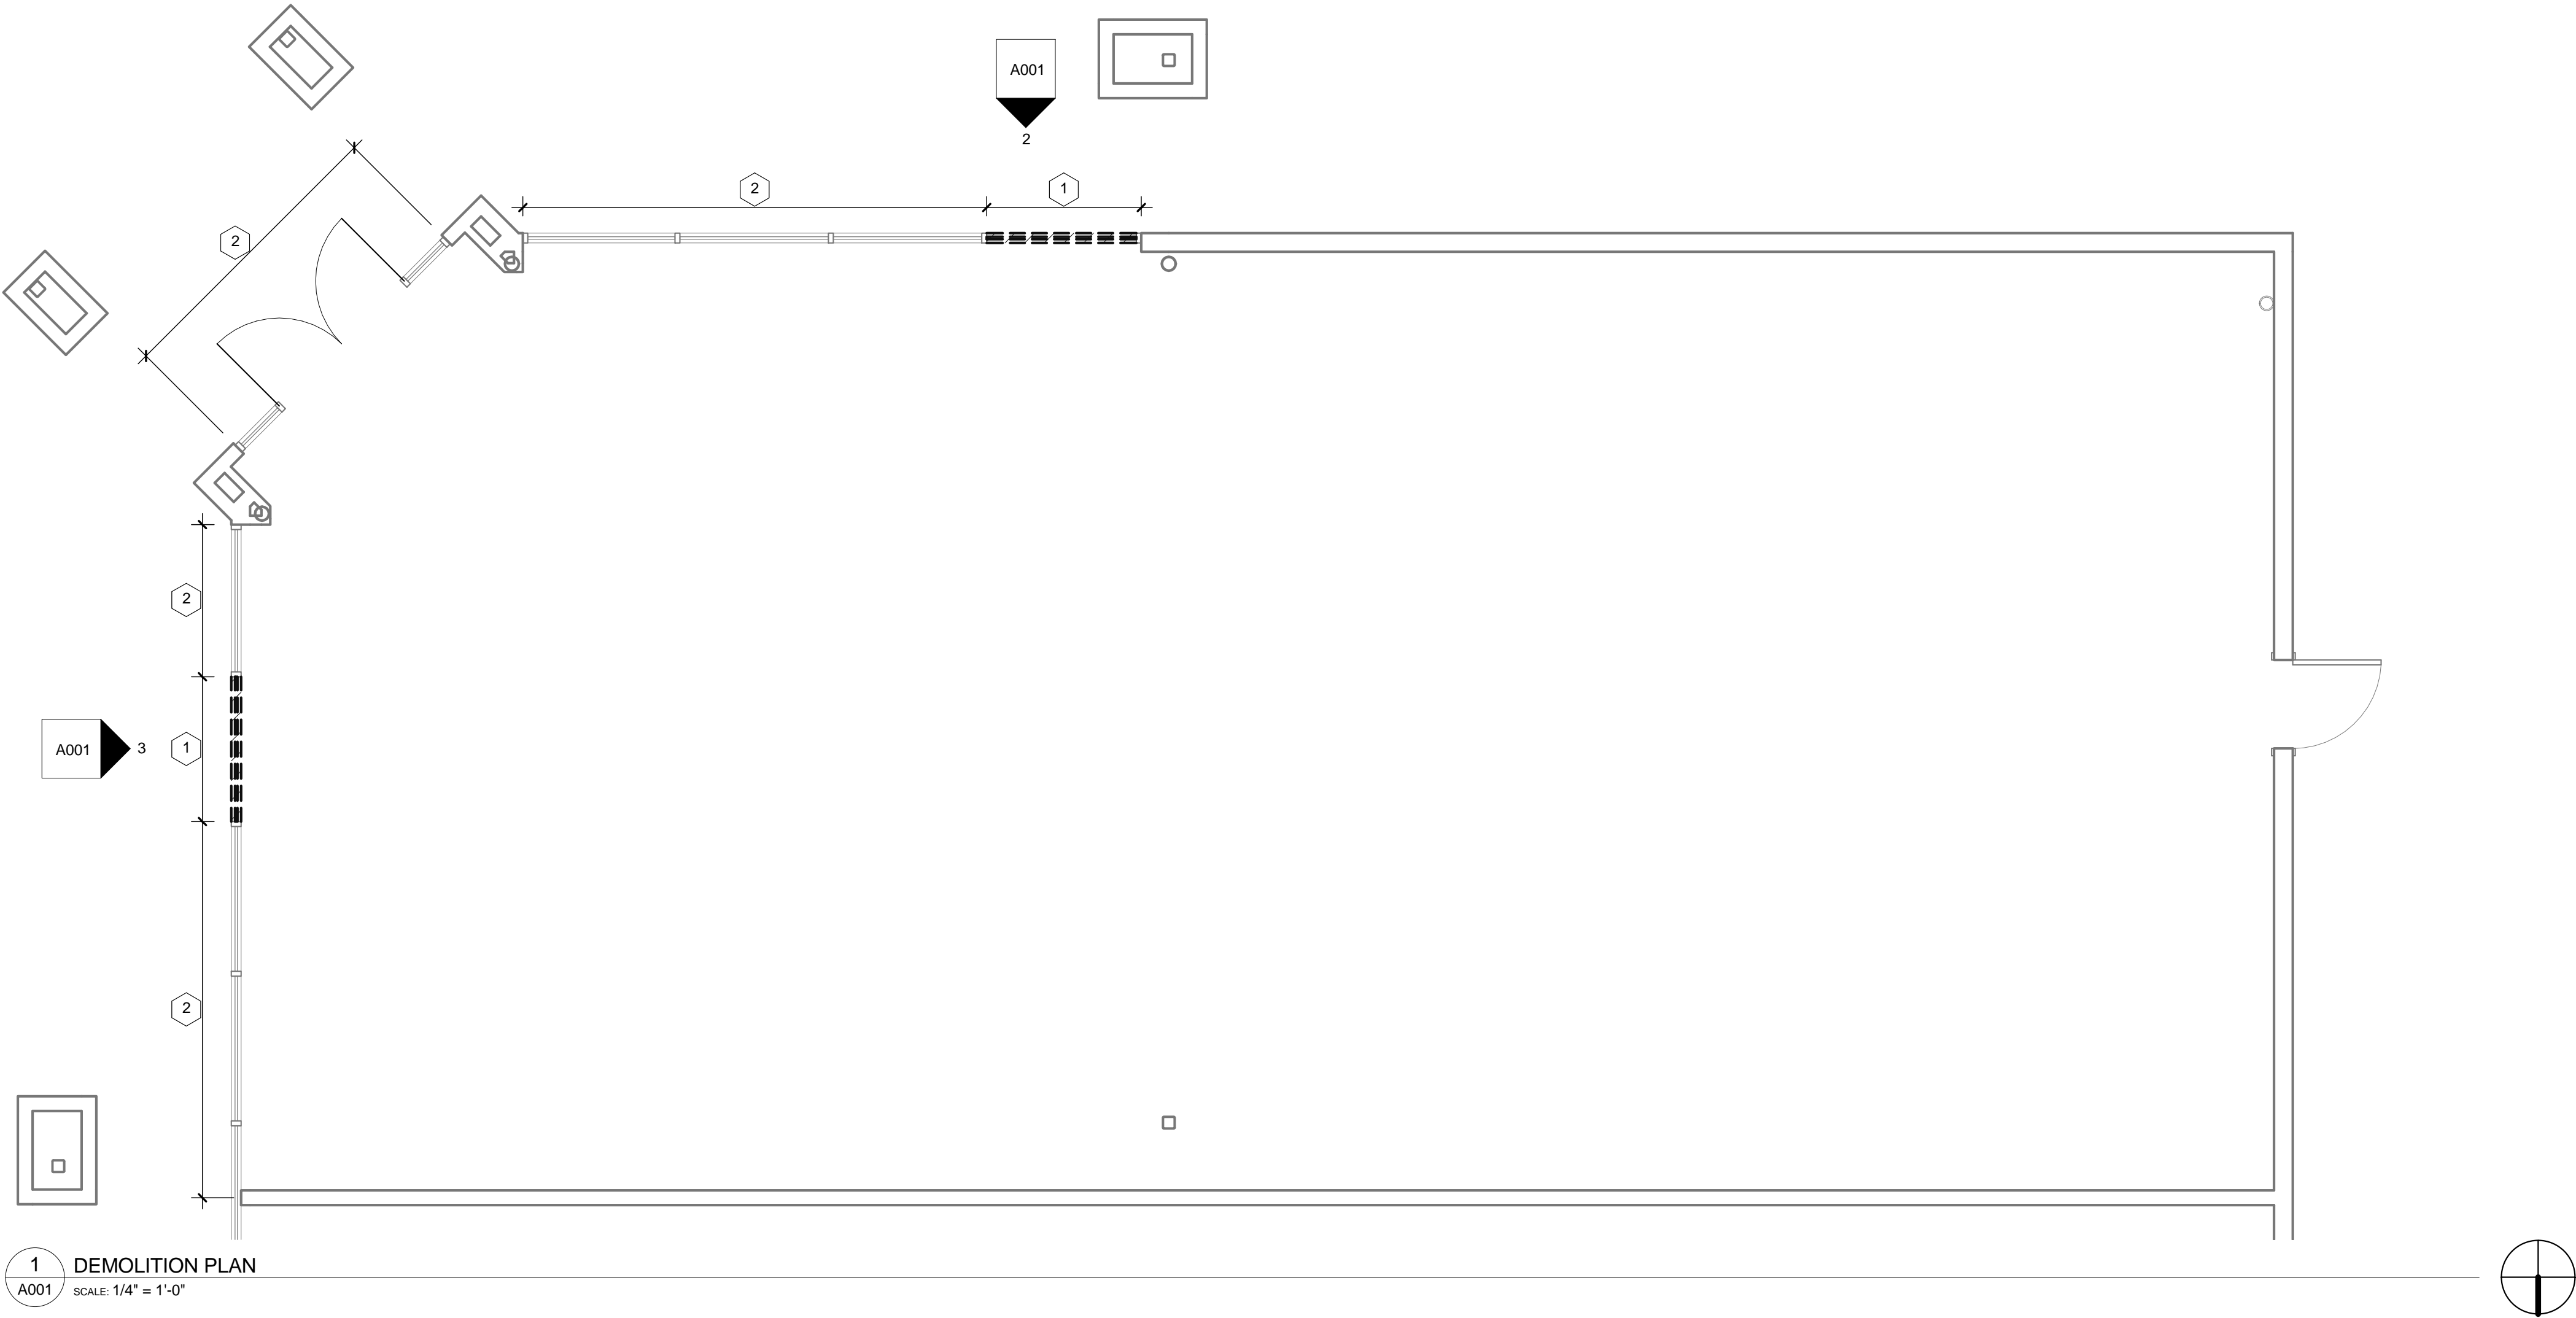 A001
2
2
1
2
2
A001
3
1
2
1
DEMOLITION PLAN
A001
SCALE: 1/4" = 1'-0"